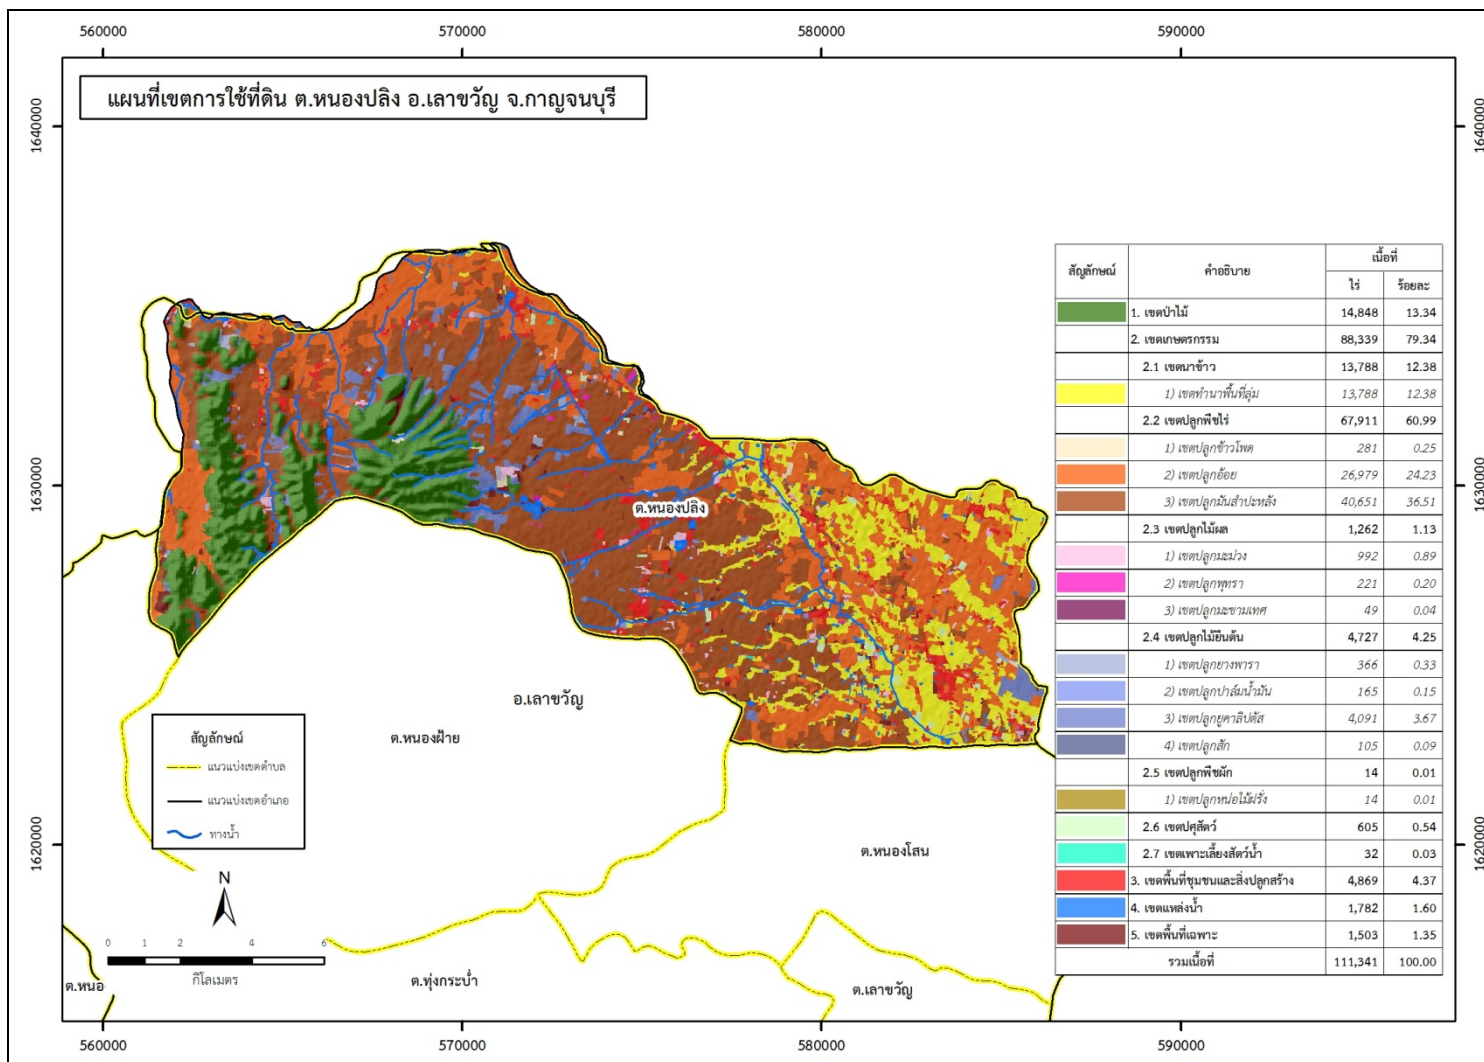 560000 570000 580000 590000
แผนที่เขตการใช้ที่ดิน ต.หนองปลิง อ.เลาขวัญ จ.กาญจนบุรี
1640000 1640000
1630000 1630000
1620000 1620000
ต.หนองปลิง
อ.เลาขวัญ
ต.หนองฝ้าย
ต.หนองโสน
ต.ทุ่งกระบ่ำ
ต.เลาขวัญ
ต.หนอ
สัญลักษณ์
แนวแบ่งเขตตำบล
แนวแบ่งเขตอำเภอ
ทางน้ำ
N
0 1 2 4 6
กิโลเมตร
สัญลักษณ์ คำอธิบาย เนื้อที่
ไร่ ร้อยละ
1. เขตป่าไม้ 14,848 13.34
2. เขตเกษตรกรรม 88,339 79.34
2.1 เขตนาข้าว 13,788 12.38
1) เขตทำนาพื้นที่ลุ่ม 13,788 12.38
2.2 เขตปลูกพืชไร่ 67,911 60.99
1) เขตปลูกข้าวโพด 281 0.25
2) เขตปลูกอ้อย 26,979 24.23
3) เขตปลูกมันสำปะหลัง 40,651 36.51
2.3 เขตปลูกไม้ผล 1,262 1.13
1) เขตปลูกมะม่วง 992 0.89
2) เขตปลูกพุทรา 221 0.20
3) เขตปลูกมะขามเทศ 49 0.04
2.4 เขตปลูกไม้ยืนต้น 4,727 4.25
1) เขตปลูกยางพารา 366 0.33
2) เขตปลูกปาล์มน้ำมัน 165 0.15
3) เขตปลูกยูคาลิปตัส 4,091 3.67
4) เขตปลูกสัก 105 0.09
2.5 เขตปลูกพืชผัก 14 0.01
1) เขตปลูกหน่อไม้ฝรั่ง 14 0.01
2.6 เขตปศุสัตว์ 605 0.54
2.7 เขตเพาะเลี้ยงสัตว์น้ำ 32 0.03
3. เขตพื้นที่ชุมชนและสิ่งปลูกสร้าง 4,869 4.37
4. เขตแหล่งน้ำ 1,782 1.60
5. เขตพื้นที่เฉพาะ 1,503 1.35
รวมเนื้อที่ 111,341 100.00
560000 570000 580000 590000